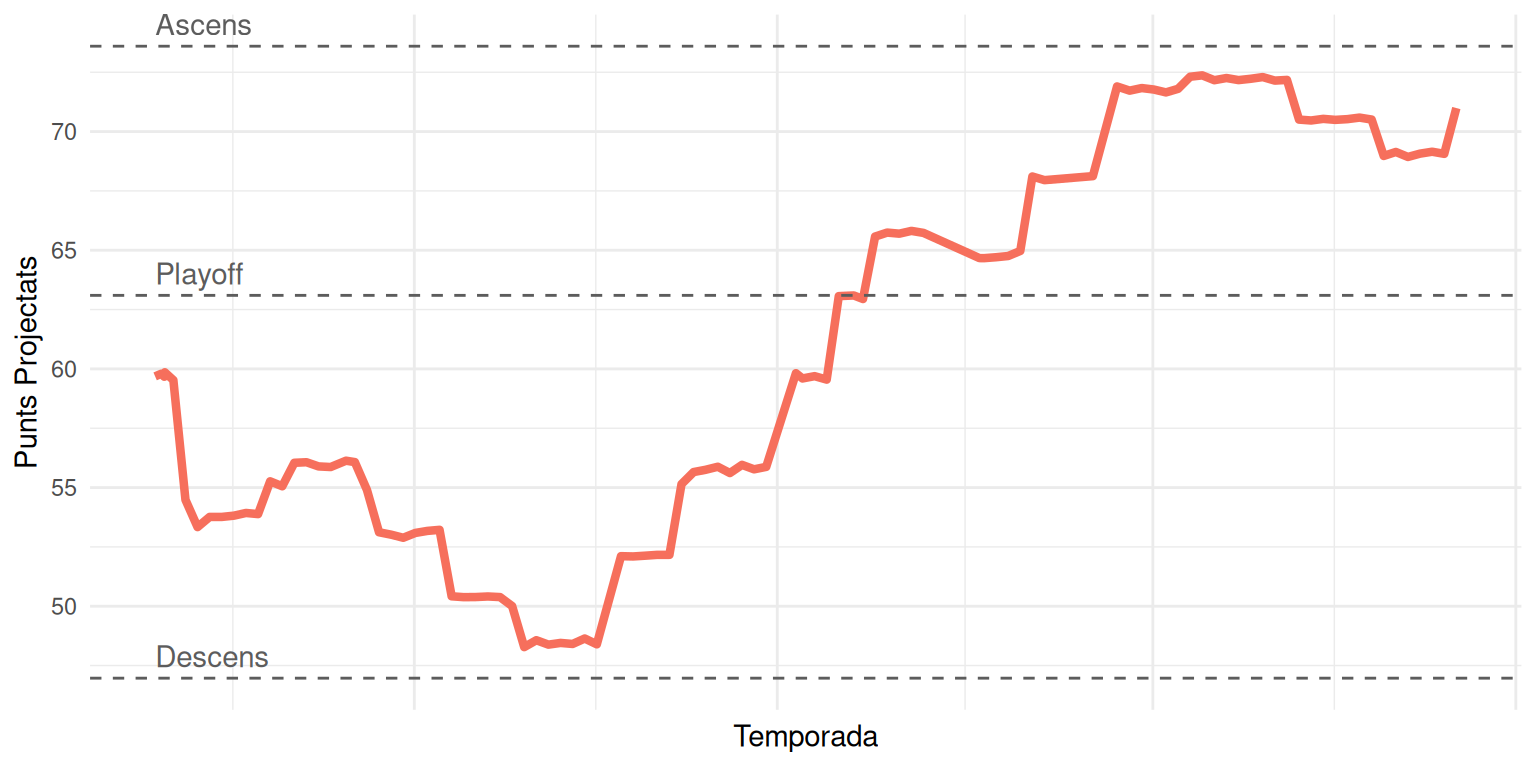 Ascens
70
65
Playoff
60
55
50
Descens
Punts Projectats
Temporada